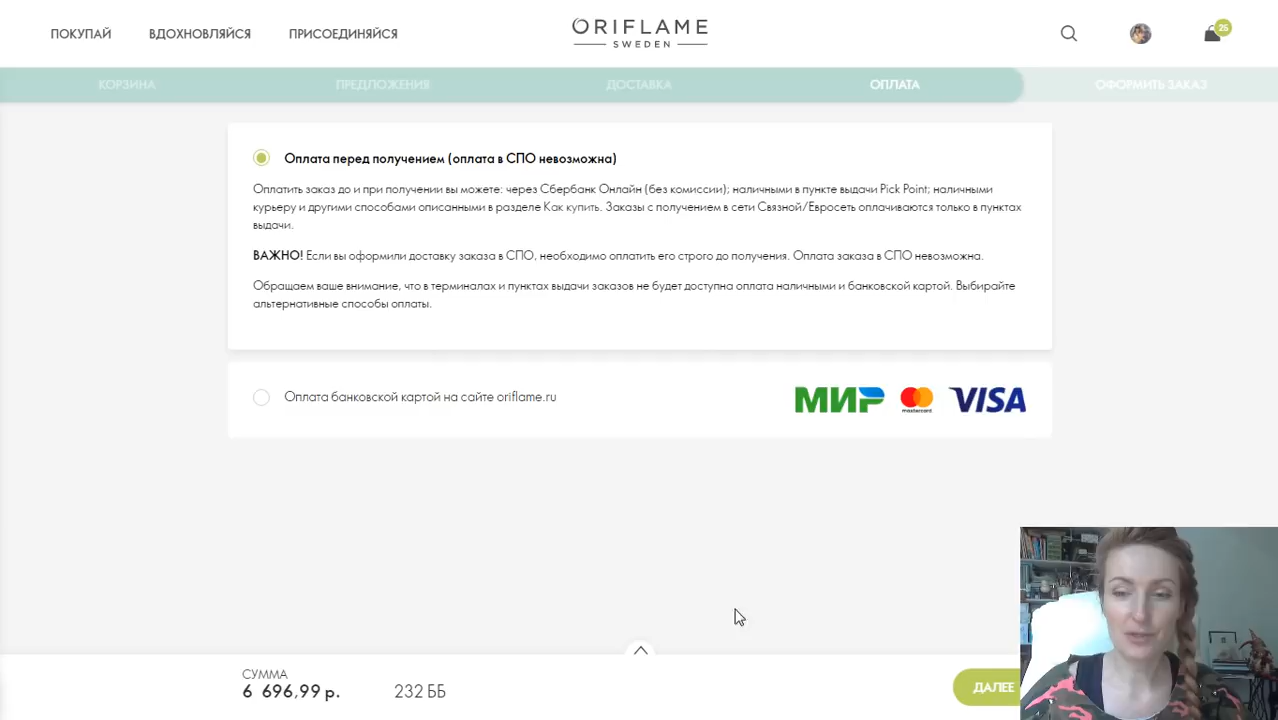 ПОКУПАЙ
ВДОХНОВЛЯЙСЯ
ПРИСОЕДИНЯЙСЯ
ORIFLAME
SWEDEN
25
КОРЗИНА
ПРЕДЛОЖЕНИЯ
ДОСТАВКА
ОПЛАТА
ОФОРМИТЬ ЗАКАЗ
Оплата перед получением (оплата в СПО невозможна)
Оплатить заказ до и при получении вы можете: через Сбербанк Онлайн (без комиссии); наличными в пункте выдачи Pick Point; наличными
курьеру и другими способами описанными в разделе Как купить. Заказы с получением в сети Связной/Евросеть оплачиваются только в пунктах
выдачи.
ВАЖНО! Если вы оформили доставку заказа в СПО, необходимо оплатить его строго до получения. Оплата заказа в СПО невозможна.
Обращаем ваше внимание, что в терминалах и пунктах выдачи заказов не будет доступна оплата наличными и банковской картой. Выбирайте
альтернативные способы оплаты.
Оплата банковской картой на сайте oriflame.ru
МИР
mastercard
VISA
СУММА
6 696,99 р.
232 ББ
ДАЛЕЕ